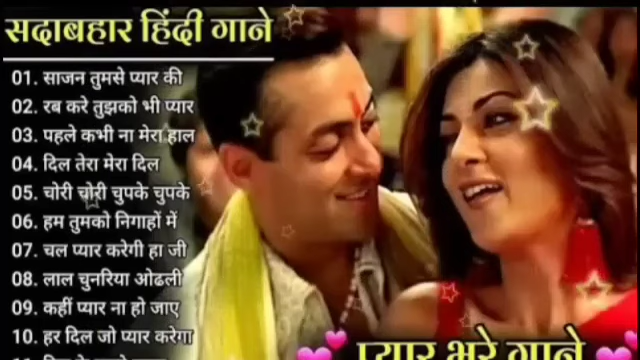 सदाबहार हिंदी गाने
01. साजन तुमसे प्यार की
02. रब करे तुझको भी प्यार
03. पहले कभी ना मेरा हाल
04. दिल तेरा मेरा दिल
05. चोरी चोरी चुपके चुपके
06. हम तुमको निगाहों में
07. चल प्यार करेगी हा जी
08. लाल चुनरिया ओढली
09. कहीं प्यार ना हो जाए
10. हर दिल जो प्यार करेगा
प्यार भरे गाने